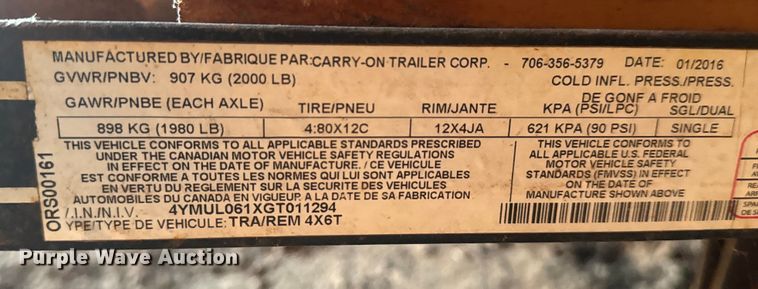 MANUFACTURED BY/FABRIQUE PAR:CARRY-ON TRAILER CORP. - 706-356-5379 DATE: 01/2016
GVWR/PNBV: 907 KG (2000 LB) COLD INFL. PRESS./PRESS.
DE GONF A FROID
GAWR/PNBE (EACH AXLE) TIRE/PNEU RIM/JANTE KPA (PSI/LPC) SGL/DUAL
898 KG (1980 LB) 4:80X12C 12X4JA 621 KPA (90 PSI) SINGLE
THIS VEHICLE CONFORMS TO ALL APPLICABLE STANDARDS PRESCRIBED
UNDER THE CANADIAN MOTOR VEHICLE SAFETY REGULATIONS
IN EFFECT ON THE DATE OF MANUFACTURE. / CE VEHICULE
EST CONFORME A TOUTES LES NORMES QUI LUI SONT APPLICABLES
EN VERTU DU REGLEMENT SUR LA SECURITE DES VEHICULES
AUTOMOBILES DU CANADA EN VIGUEUR A LA DATE DE SA FABRICATION
THIS VEHICLE CONFORMS TO
ALL APPLICABLE U.S. FEDERAL
MOTOR VEHICLE SAFETY
STANDARDS (FMVSS) IN EFFECT
ON THE DATE OF
MANUFACTURE SHOWN ABOVE
ORS00161
/.I.N./N.I.V. 4YMUL061XGT011294
YPE/TYPE DE VEHICULE: TRA/REM 4X6T
Purple Wave Auction